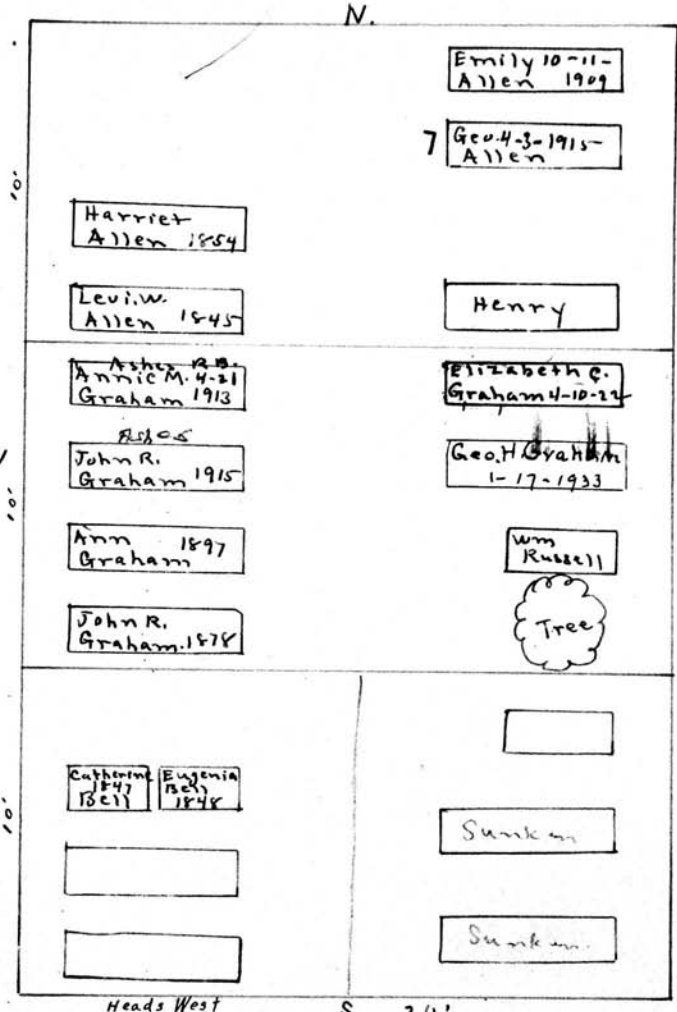 N.
Emily 10-11-
Allen 1909
7
Geo. 4-3-1915
Allen
10'
Harriet
Allen 1854
Levi. W.
Allen 1845
Henry
Ashes
Annie M. 4-21
Graham 1913
Elizabeth C.
Graham 4-10-22
Ashes
John R.
Graham 1915
Geo. H. Graham
1-17-1933
10'
Ann 1897
Graham
Wm
Russell
John R.
Graham. 1878
Tree
Catherine
1847
Bell
Eugenia
Bell
1848
10'
Sunken
Sunken
Heads West
S